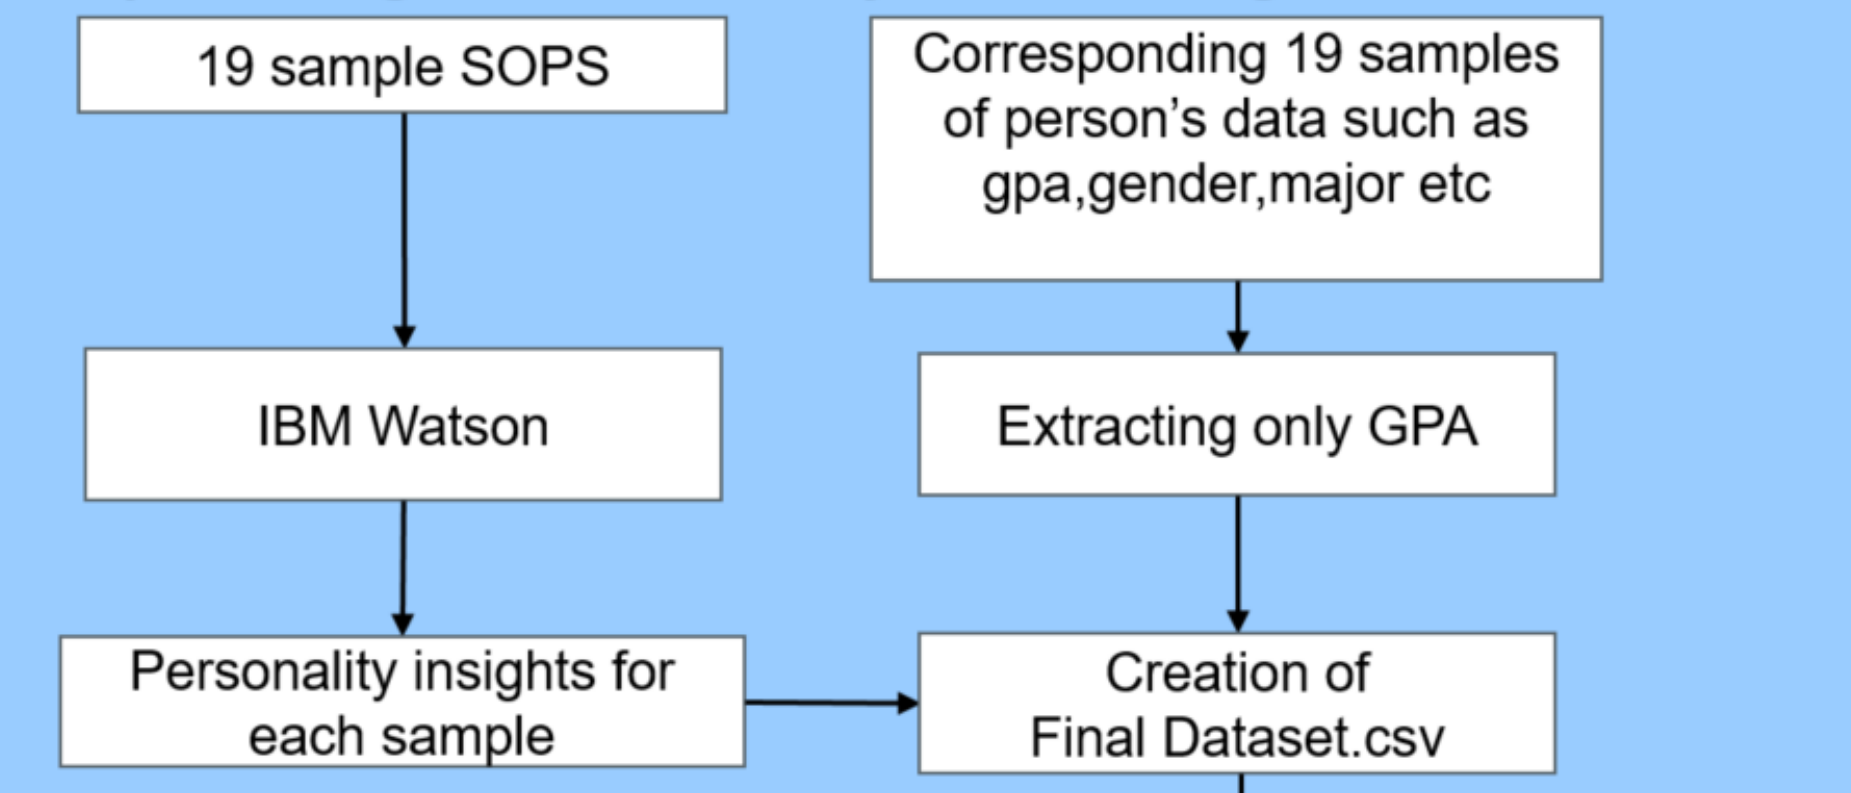 19 sample SOPS
Corresponding 19 samples
of person’s data such as
gpa,gender,major etc
IBM Watson
Extracting only GPA
Personality insights for
each sample
Creation of
Final Dataset.csv